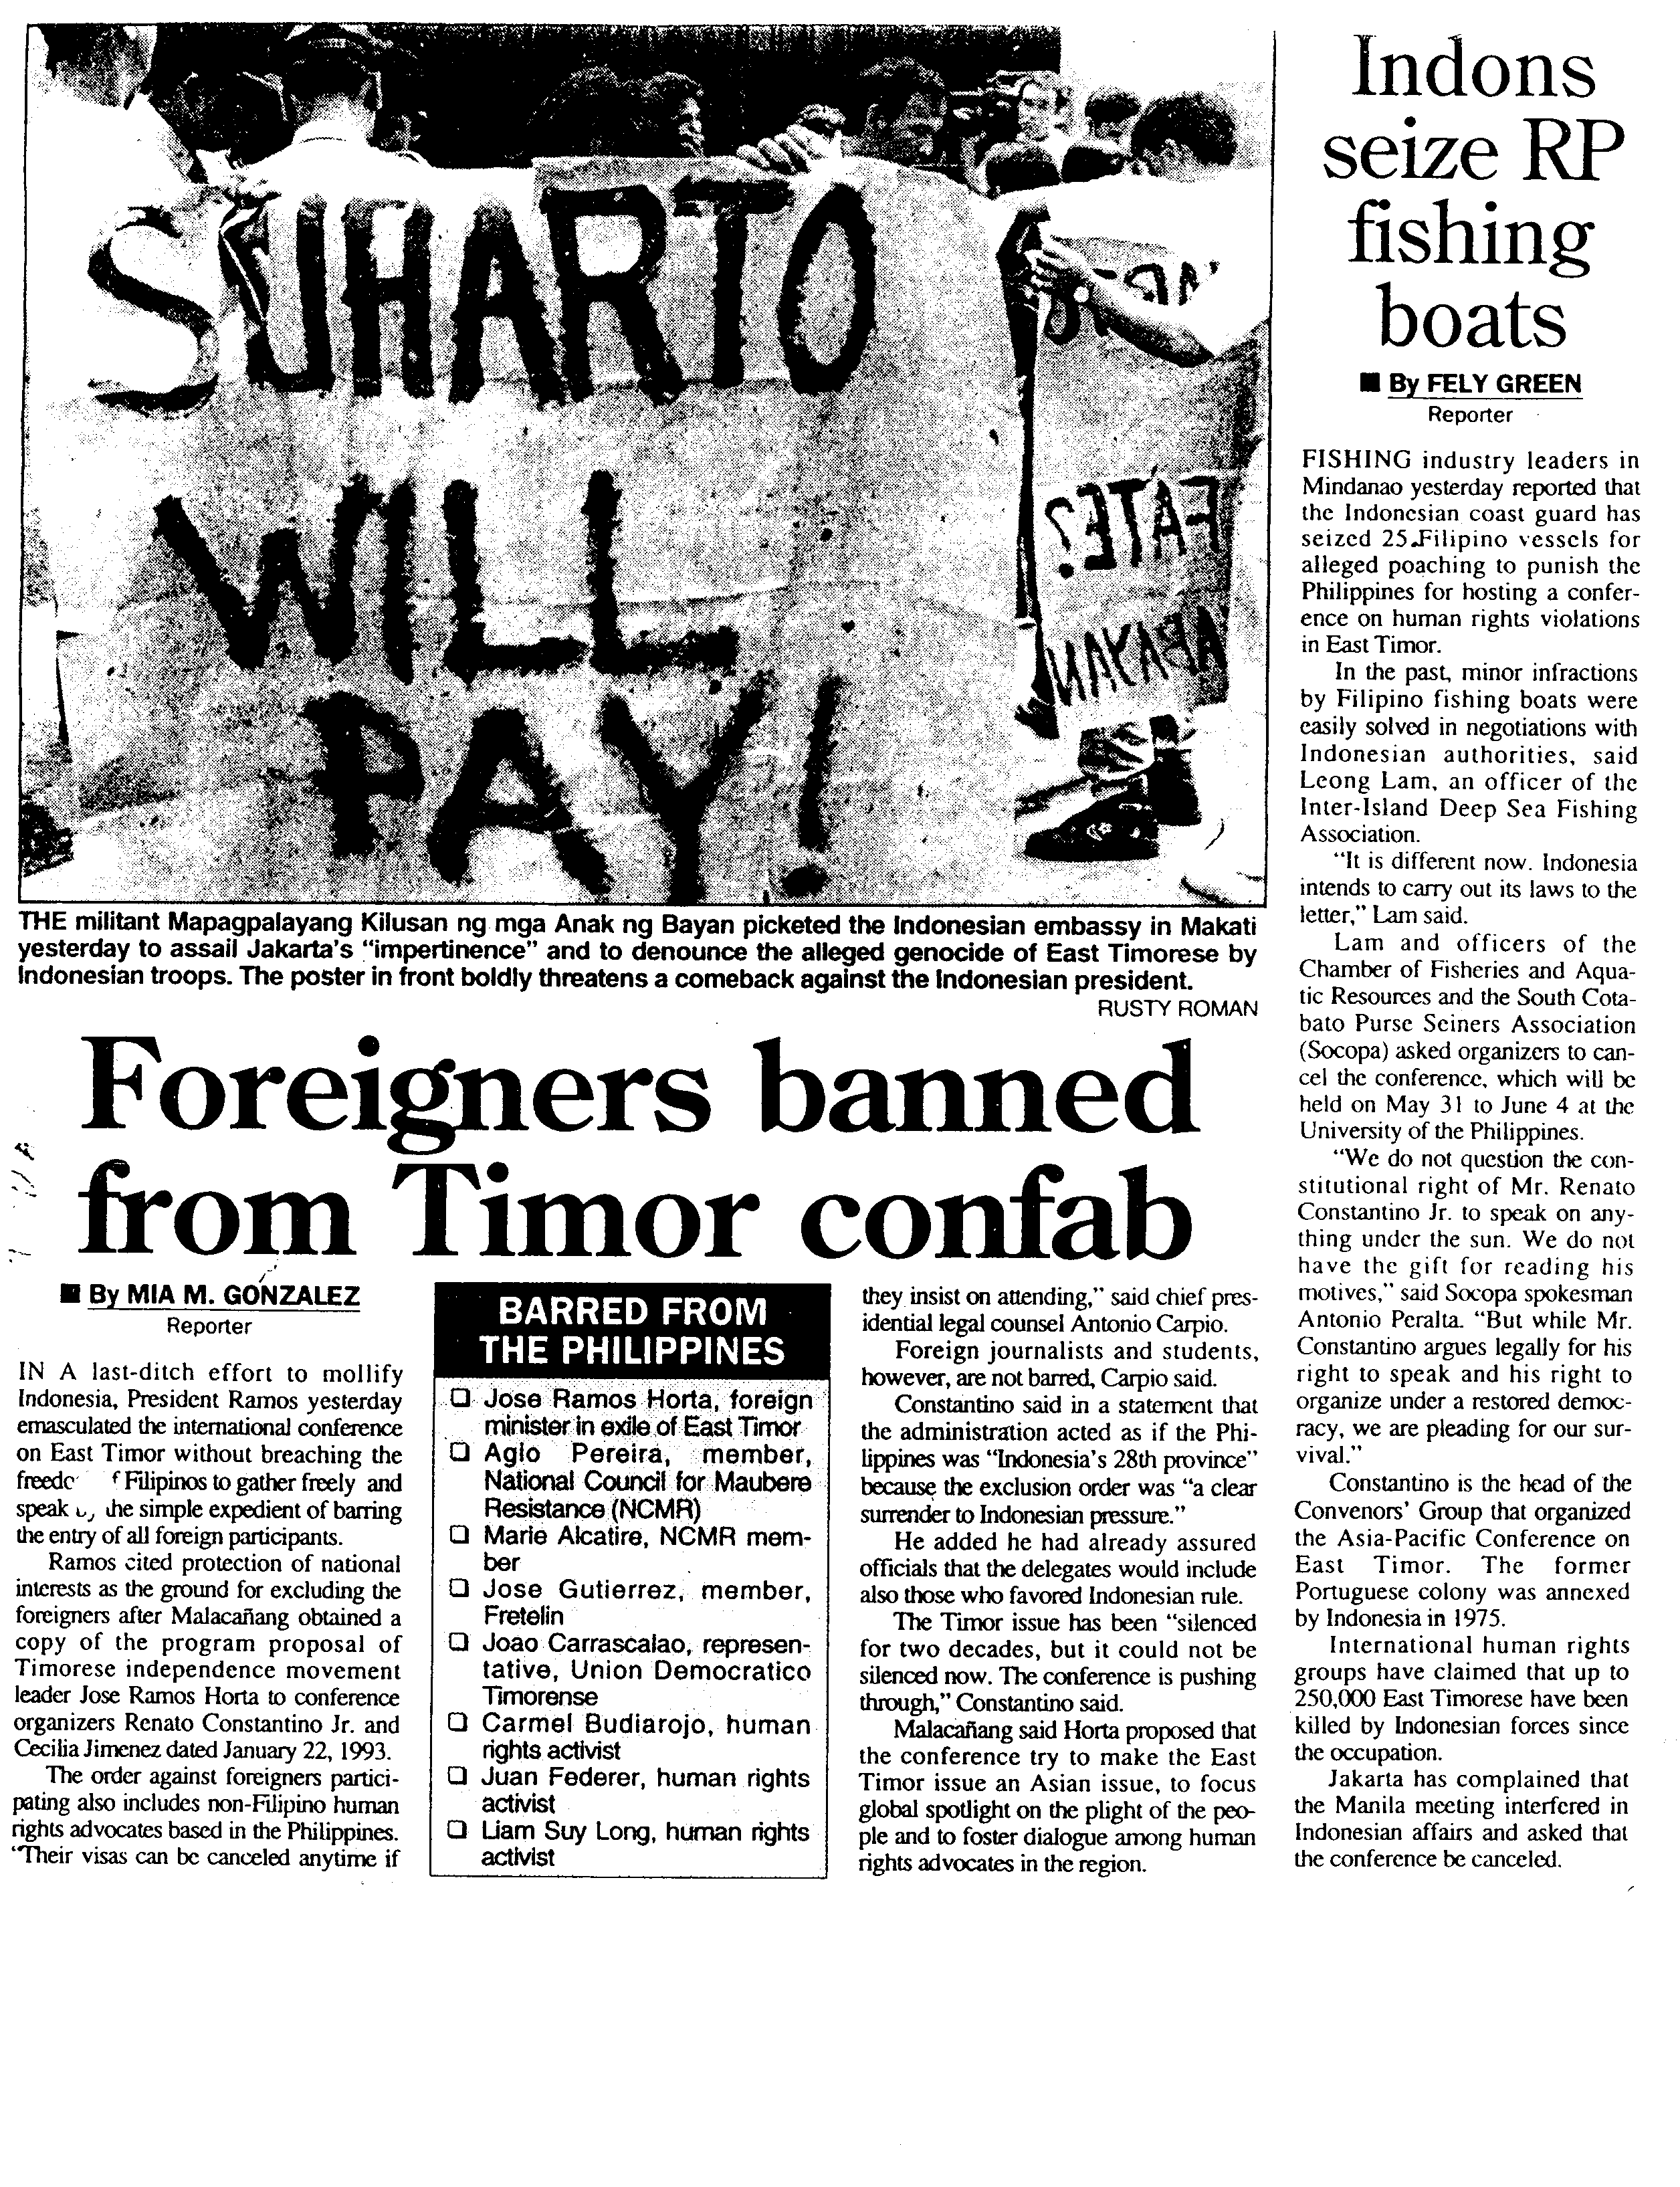 SUHARTO
WILL
PAY!
FATE?
ABAKAN
THE militant Mapagpalayang Kilusan ng mga Anak ng Bayan picketed the Indonesian embassy in Makati
yesterday to assail Jakarta's "impertinence" and to denounce the alleged genocide of East Timorese by
Indonesian troops. The poster in front boldly threatens a comeback against the Indonesian president.
RUSTY ROMAN
Foreigners banned
from Timor confab
■ By MIA M. GONZALEZ
Reporter
IN A last-ditch effort to mollify
Indonesia, President Ramos yesterday
emasculated the international conference
on East Timor without breaching the
Filipinos to gather freely and
speak the simple expedient of barring
the entry of all foreign participants.
Ramos cited protection of national
interests as the ground for excluding the
foreigners after Malacañang obtained a
copy of the program proposal of
Timorese independence movement
leader Jose Ramos Horta to conference
organizers Renato Constantino Jr. and
Cecilia Jimenez dated January 22, 1993.
The order against foreigners partici-
pating also includes non-Filipino human
rights advocates based in the Philippines.
"Their visas can be canceled anytime if
BARRED FROM
THE PHILIPPINES
❑ Jose Ramos Horta, foreign
minister in exile of East Timor
❑ Aglo Pereira, member,
National Council for Maubere
Resistance (NCMR)
❑ Marie Alcatire, NCMR mem-
ber
❑ Jose Gutierrez, member,
Fretelin
❑ Joao Carrascalao, represen-
tative, Union Democratico
Timorense
❑ Carmel Budiarojo, human
rights activist
❑ Juan Federer, human rights
activist
❑ Liam Suy Long, human rights
activist
they insist on attending," said chief pres-
idential legal counsel Antonio Carpio.
Foreign journalists and students,
however, are not barred, Carpio said.
Constantino said in a statement that
the administration acted as if the Phi-
lippines was "Indonesia's 28th province"
because the exclusion order was "a clear
surrender to Indonesian pressure."
He added he had already assured
officials that the delegates would include
also those who favored Indonesian rule.
The Timor issue has been "silenced
for two decades, but it could not be
silenced now. The conference is pushing
through," Constantino said.
Malacañang said Horta proposed that
the conference try to make the East
Timor issue an Asian issue, to focus
global spotlight on the plight of the peo-
ple and to foster dialogue among human
rights advocates in the region.
Indons
seize RP
fishing
boats
■ By FELY GREEN
Reporter
FISHING industry leaders in
Mindanao yesterday reported that
the Indonesian coast guard has
seized 25 Filipino vessels for
alleged poaching to punish the
Philippines for hosting a confer-
ence on human rights violations
in East Timor.
In the past, minor infractions
by Filipino fishing boats were
easily solved in negotiations with
Indonesian authorities, said
Leong Lam, an officer of the
Inter-Island Deep Sea Fishing
Association.
"It is different now. Indonesia
intends to carry out its laws to the
letter," Lam said.
Lam and officers of the
Chamber of Fisheries and Aqua-
tic Resources and the South Cota-
bato Purse Seiners Association
(Socopa) asked organizers to can-
cel the conference, which will be
held on May 31 to June 4 at the
University of the Philippines.
"We do not question the con-
stitutional right of Mr. Renato
Constantino Jr. to speak on any-
thing under the sun. We do not
have the gift for reading his
motives," said Socopa spokesman
Antonio Peralta. "But while Mr.
Constantino argues legally for his
right to speak and his right to
organize under a restored democ-
racy, we are pleading for our sur-
vival."
Constantino is the head of the
Convenors' Group that organized
the Asia-Pacific Conference on
East Timor. The former
Portuguese colony was annexed
by Indonesia in 1975.
International human rights
groups have claimed that up to
250,000 East Timorese have been
killed by Indonesian forces since
the occupation.
Jakarta has complained that
the Manila meeting interfered in
Indonesian affairs and asked that
the conference be canceled.